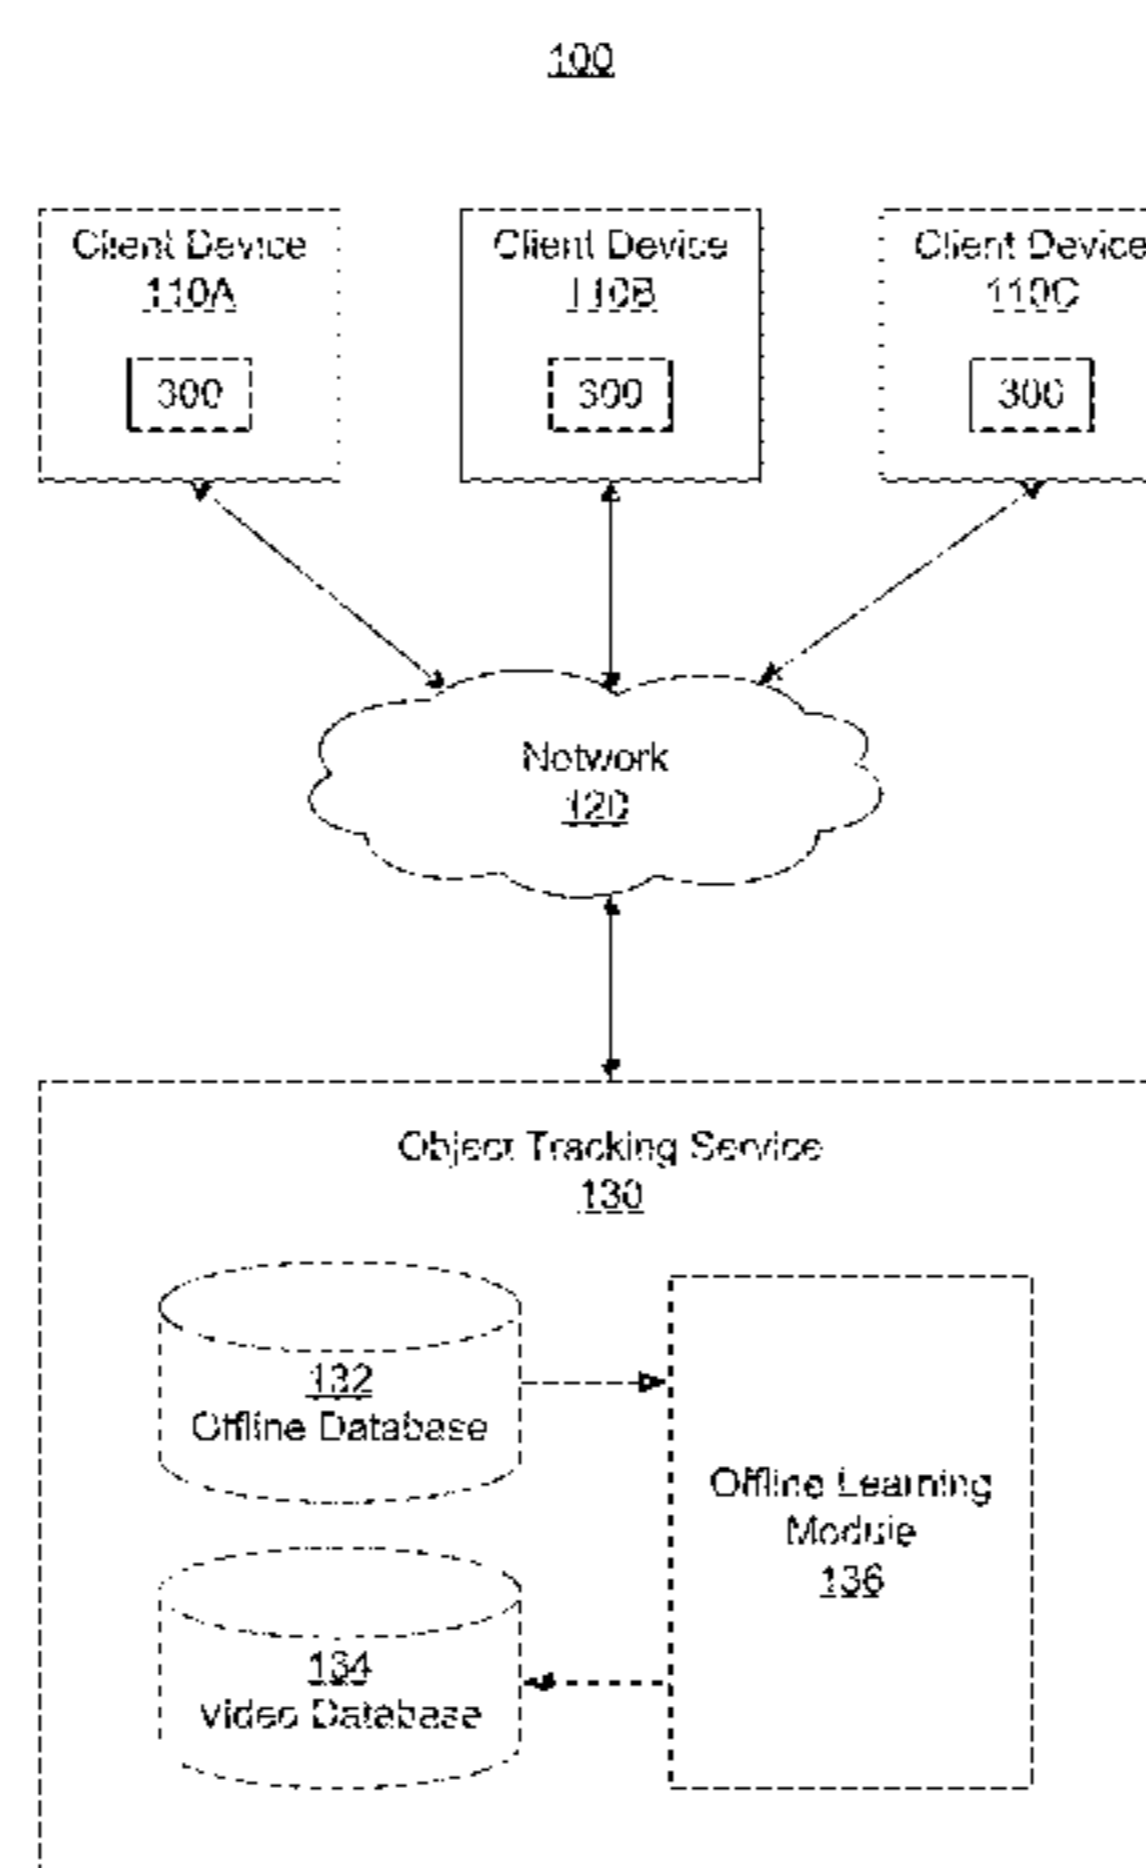 100
Client Device
110A
300
Client Device
110B
300
Client Device
110C
300
Network
120
Object Tracking Service
130
132
Offline Database
Offline Learning
Module
136
134
Video Database